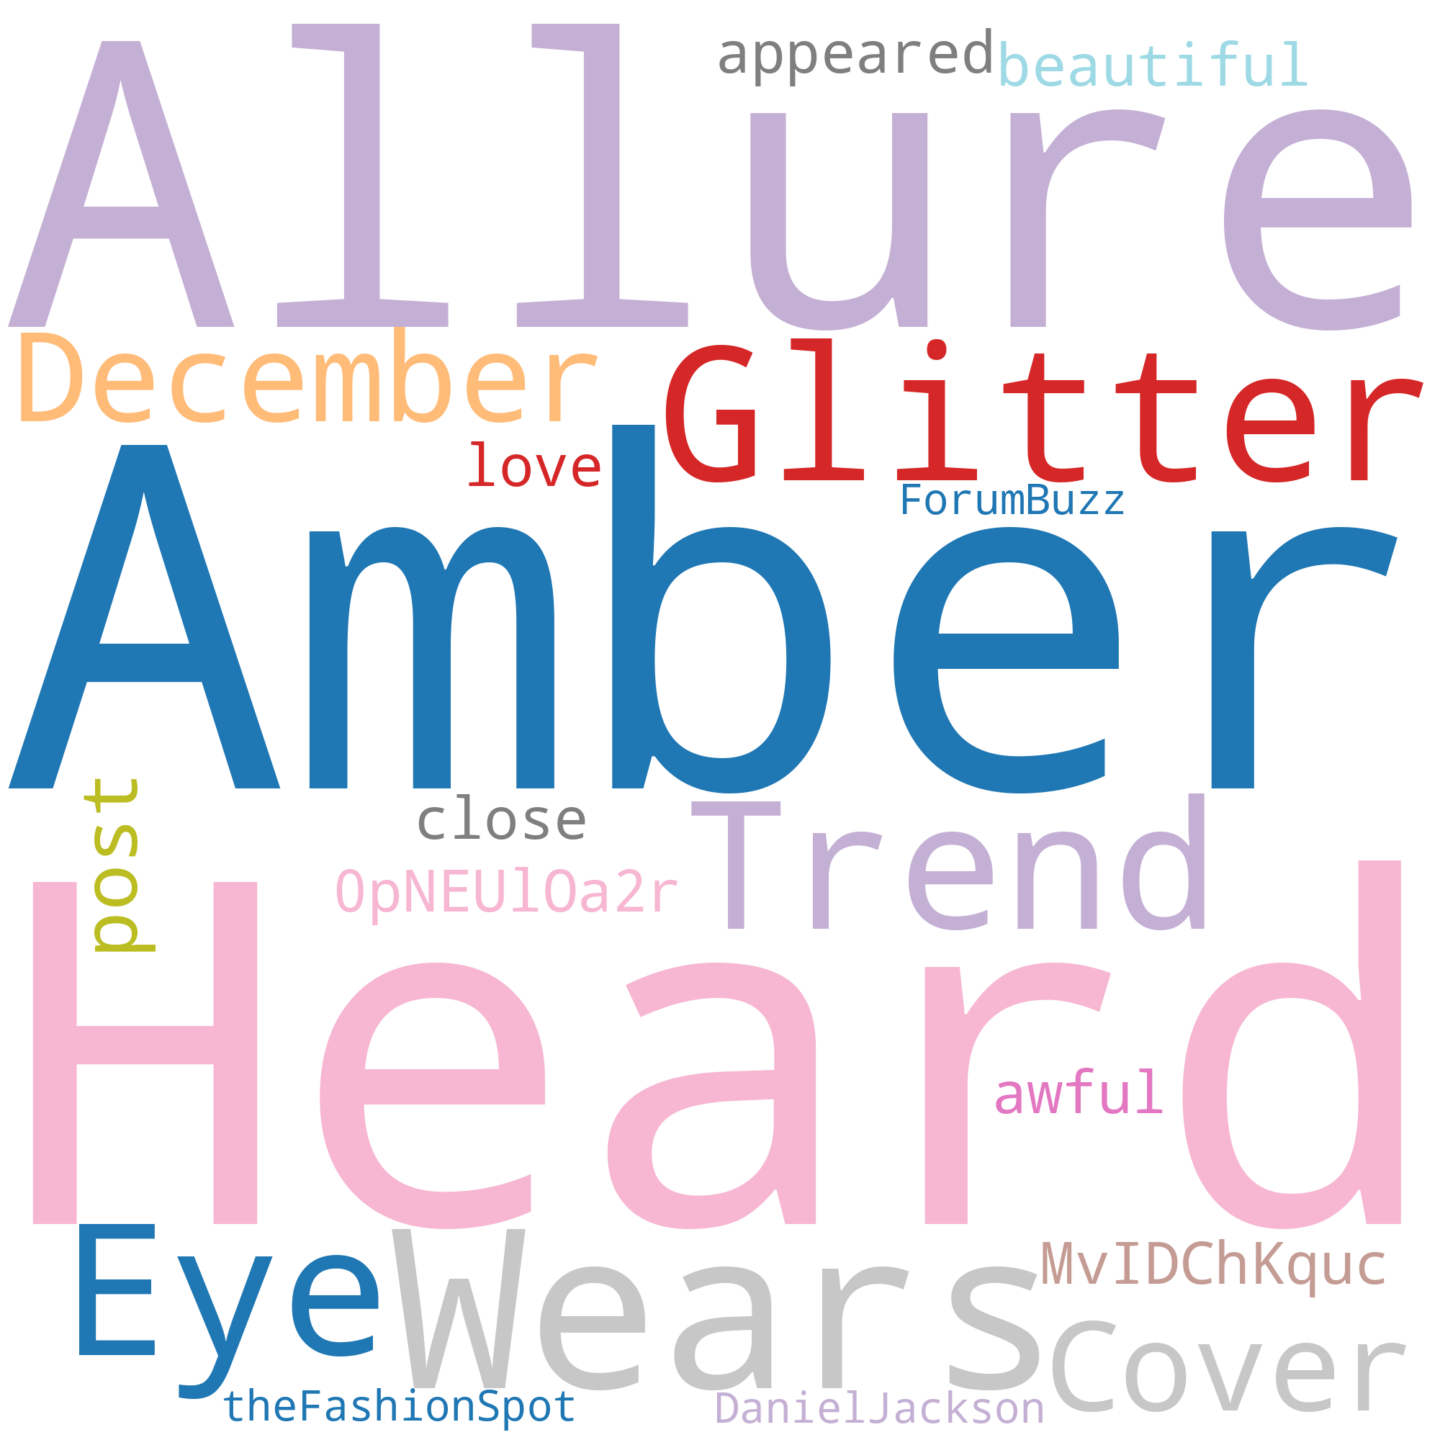 appeared beautiful
Allure
December Glitter
love
ForumBuzz
Amber
post
close Trend
OpNEUlOa2r
Heard
awful
Eye Wears MvIDChKquc
Cover
theFashionSpot DanielJackson